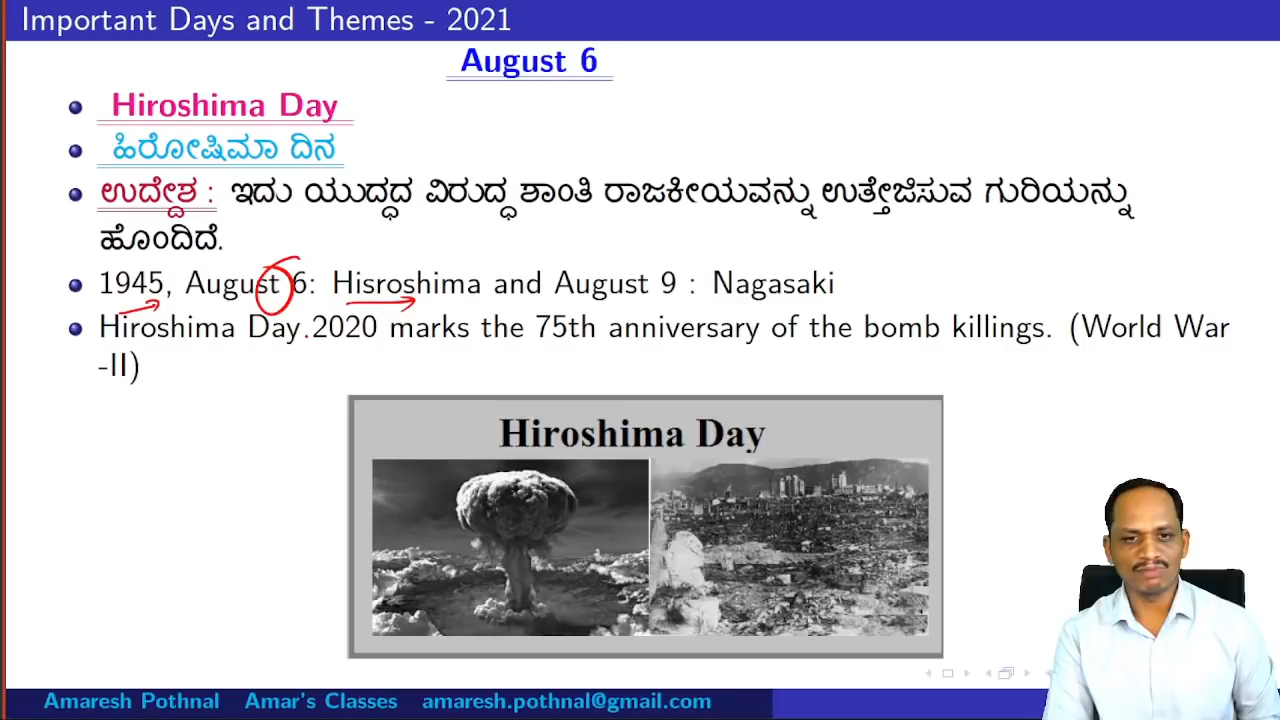 Important Days and Themes - 2021
August 6
Hiroshima Day
ಹಿರೋಷಿಮಾ ದಿನ
ಉದ್ದೇಶ : ಇದು ಯುದ್ಧದ ವಿರುದ್ಧ ಶಾಂತಿ ರಾಜಕೀಯವನ್ನು ಉತ್ತೇಜಿಸುವ ಗುರಿಯನ್ನು
ಹೊಂದಿದೆ.
1945, August 6: Hisroshima and August 9 : Nagasaki
Hiroshima Day.2020 marks the 75th anniversary of the bomb killings. (World War
-II)
Hiroshima Day
Amaresh Pothnal Amar's Classes amaresh.pothnal@gmail.com